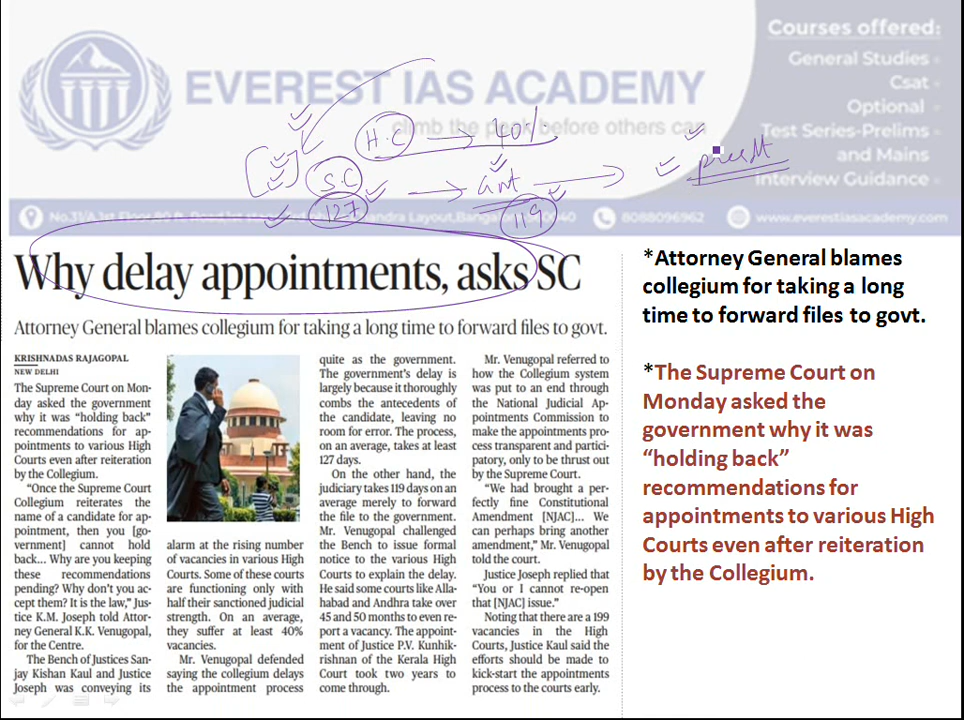 EVEREST IAS ACADEMY
climb the peak before others can
Courses offered:
General Studies
Csat
Optional
Test Series-Prelims
and Mains
Interview Guidance
H.C → 40%
S.C → Govt → presdt
127
119
8088096962
www.everestiasacademy.com
Why delay appointments, asks SC
Attorney General blames collegium for taking a long time to forward files to govt.
KRISHNADAS RAJAGOPAL
NEW DELHI
The Supreme Court on Mon-
day asked the government
why it was “holding back”
recommendations for ap-
pointments to various High
Courts even after reiteration
by the Collegium.
“Once the Supreme Court
Collegium reiterates the
name of a candidate for ap-
pointment, then you [go-
vernment] cannot hold
back... Why are you keeping
these recommendations
pending? Why don’t you ac-
cept them? It is the law,” Jus-
tice K.M. Joseph told Attor-
ney General K.K. Venugopal,
for the Centre.
The Bench of Justices San-
jay Kishan Kaul and Justice
Joseph was conveying its
alarm at the rising number
of vacancies in various High
Courts. Some of these courts
are functioning only with
half their sanctioned judicial
strength. On an average,
they suffer at least 40%
vacancies.
Mr. Venugopal defended
saying the collegium delays
the appointment process
quite as the government.
The government’s delay is
largely because it thoroughly
combs the antecedents of
the candidate, leaving no
room for error. The process,
on an average, takes at least
127 days.
On the other hand, the
judiciary takes 119 days on an
average merely to forward
the file to the government.
Mr. Venugopal challenged
the Bench to issue formal
notice to the various High
Courts to explain the delay.
He said some courts like Alla-
habad and Andhra take over
45 and 50 months to even re-
port a vacancy. The appoint-
ment of Justice P.V. Kunhik-
rishnan of the Kerala High
Court took two years to
come through.
Mr. Venugopal referred to
how the Collegium system
was put to an end through
the National Judicial Ap-
pointments Commission to
make the appointments pro-
cess transparent and partici-
patory, only to be thrust out
by the Supreme Court.
“We had brought a per-
fectly fine Constitutional
Amendment [NJAC]... We
can perhaps bring another
amendment,” Mr. Venugopal
told the court.
Justice Joseph replied that
“You or I cannot re-open
that [NJAC] issue.”
Noting that there are a 199
vacancies in the High
Courts, Justice Kaul said the
efforts should be made to
kick-start the appointments
process to the courts early.
*Attorney General blames
collegium for taking a long
time to forward files to govt.
*The Supreme Court on
Monday asked the
government why it was
“holding back”
recommendations for
appointments to various High
Courts even after reiteration
by the Collegium.